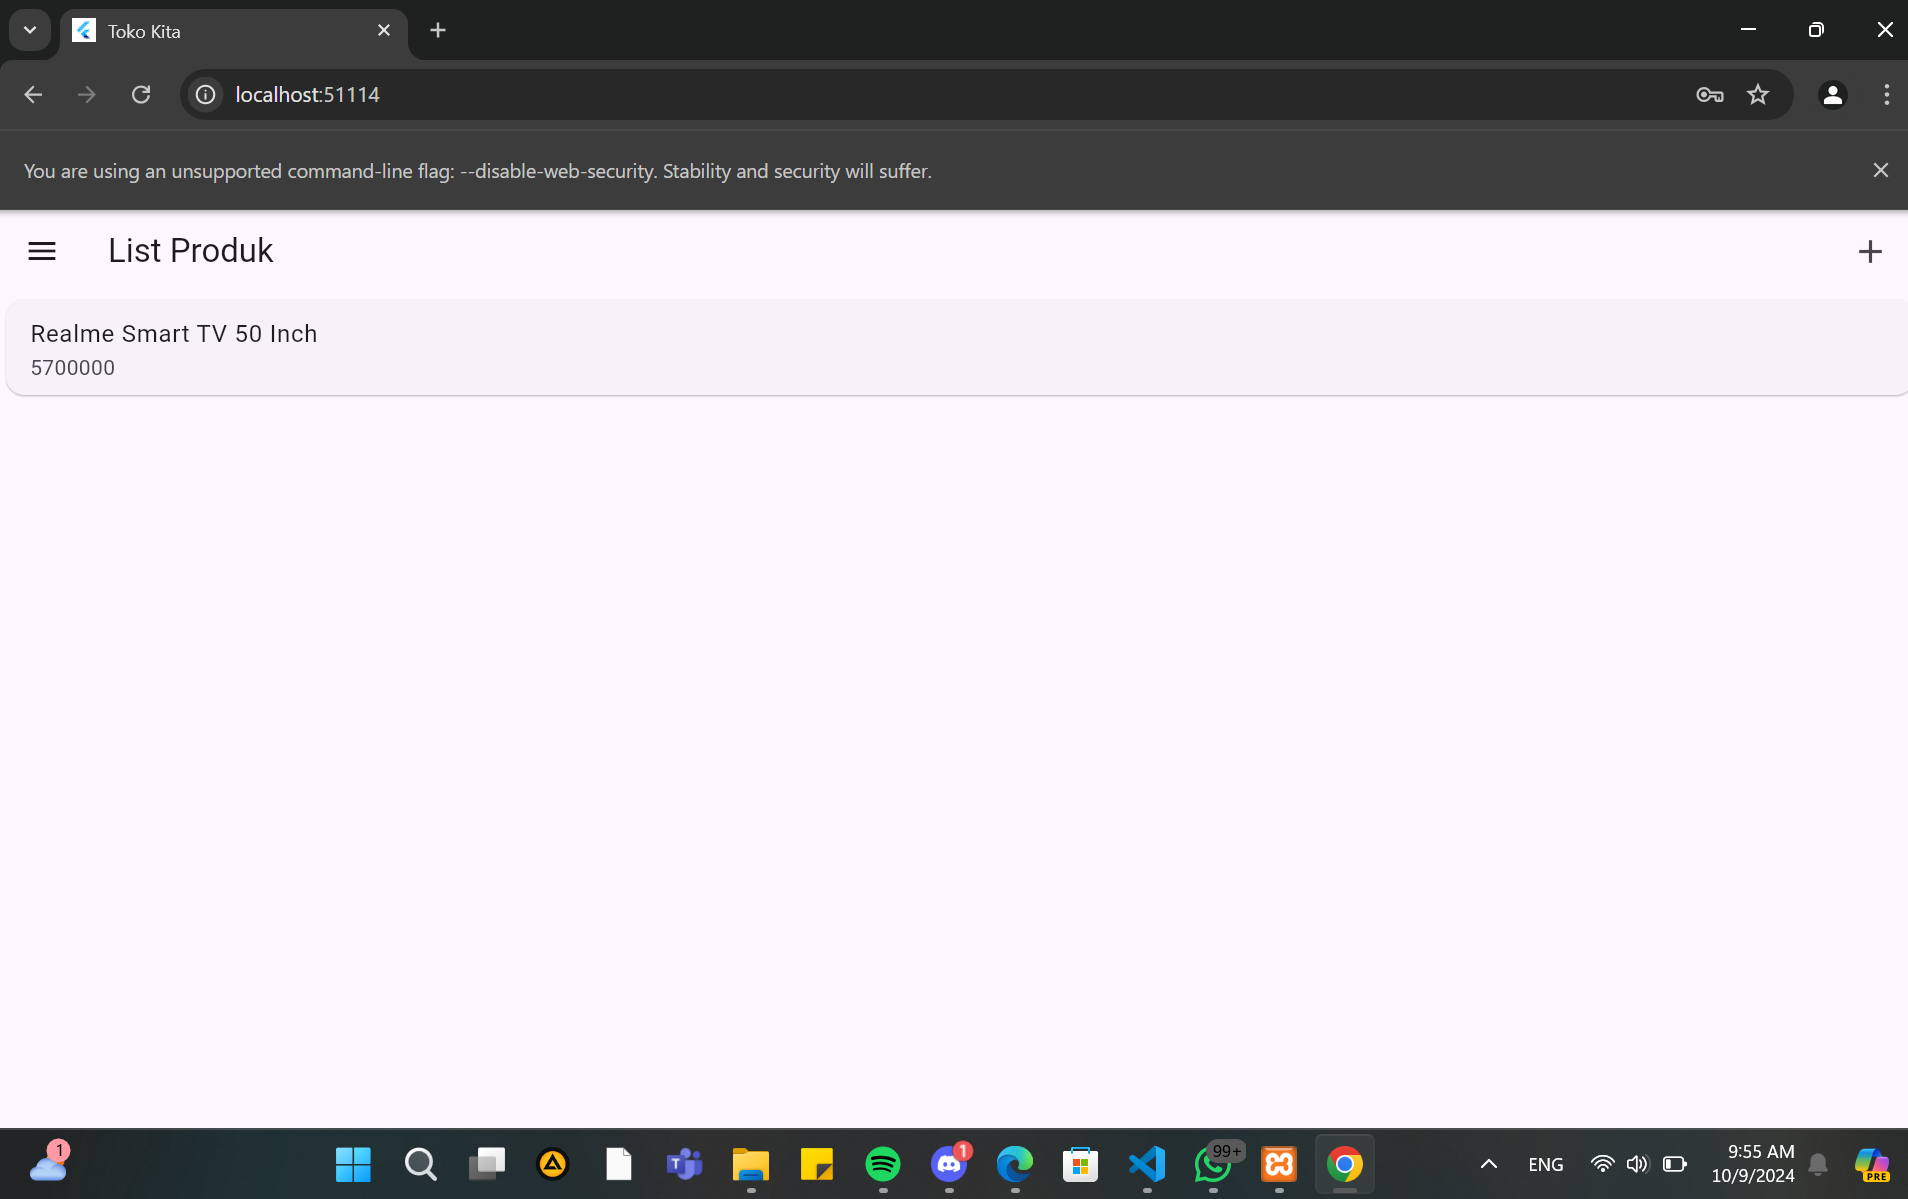 Toko Kita
localhost:51114
You are using an unsupported command-line flag: --disable-web-security. Stability and security will suffer.
List Produk
Realme Smart TV 50 Inch
5700000
1
T
1
99+
ENG
9:55 AM
10/9/2024
PRE